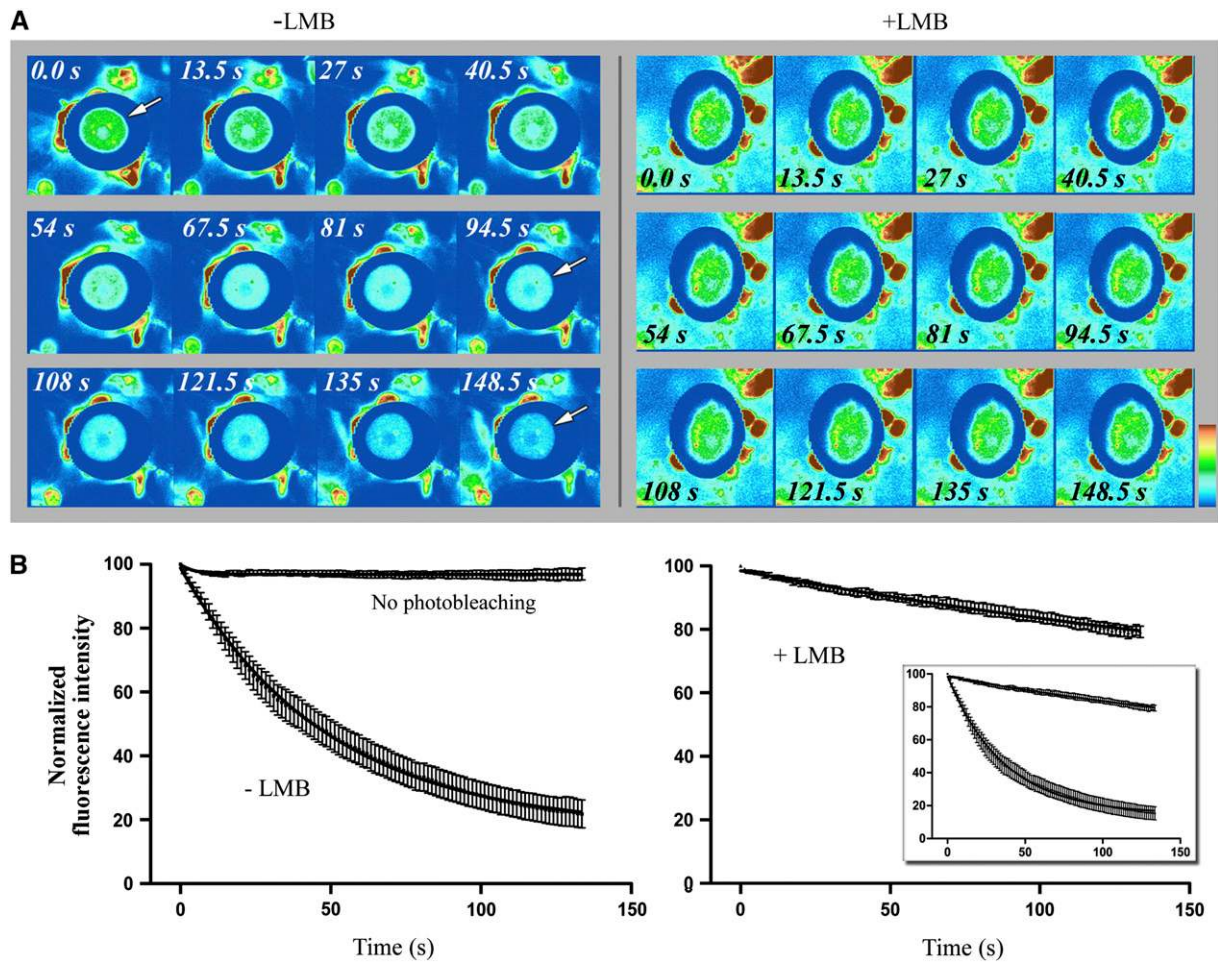 A
-LMB
+LMB
0.0 s 13.5 s 27 s 40.5 s
54 s 67.5 s 81 s 94.5 s
108 s 121.5 s 135 s 148.5 s
0.0 s 13.5 s 27 s 40.5 s
54 s 67.5 s 81 s 94.5 s
108 s 121.5 s 135 s 148.5 s
B
Normalized
fluorescence intensity
100
80
60
40
20
0
No photobleaching
- LMB
0 50 100 150
Time (s)
100
80
60
40
20
0
+ LMB
0 50 100 150
Time (s)
100
80
60
40
20
0
0 50 100 150